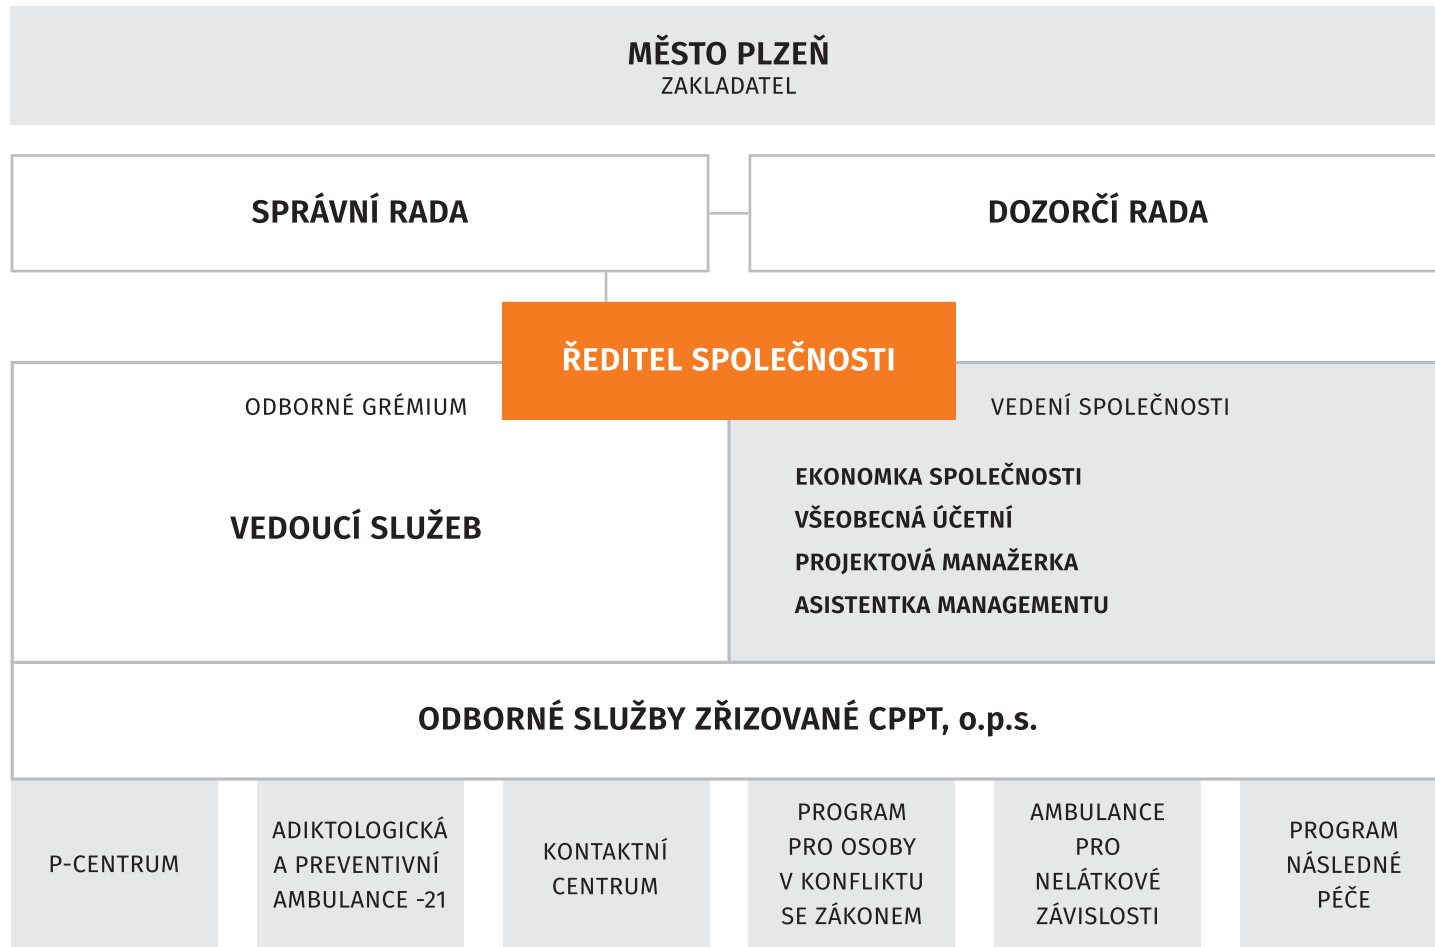 MĚSTO PLZEŇ
ZAKLADATEL
SPRÁVNÍ RADA
DOZORČÍ RADA
ŘEDITEL SPOLEČNOSTI
ODBORNÉ GRÉMIUM
VEDOUCÍ SLUŽEB
VEDENÍ SPOLEČNOSTI
EKONOMKA SPOLEČNOSTI
VŠEOBECNÁ ÚČETNÍ
PROJEKTOVÁ MANAŽERKA
ASISTENTKA MANAGEMENTU
ODBORNÉ SLUŽBY ZŘIZOVANÉ CPPT, o.p.s.
P-CENTRUM
ADIKTOLOGICKÁ
A PREVENTIVNÍ
AMBULANCE -21
KONTAKTNÍ
CENTRUM
PROGRAM
PRO OSOBY
V KONFLIKTU
SE ZÁKONEM
AMBULANCE
PRO
NELÁTKOVÉ
ZÁVISLOSTI
PROGRAM
NÁSLEDNÉ
PÉČE